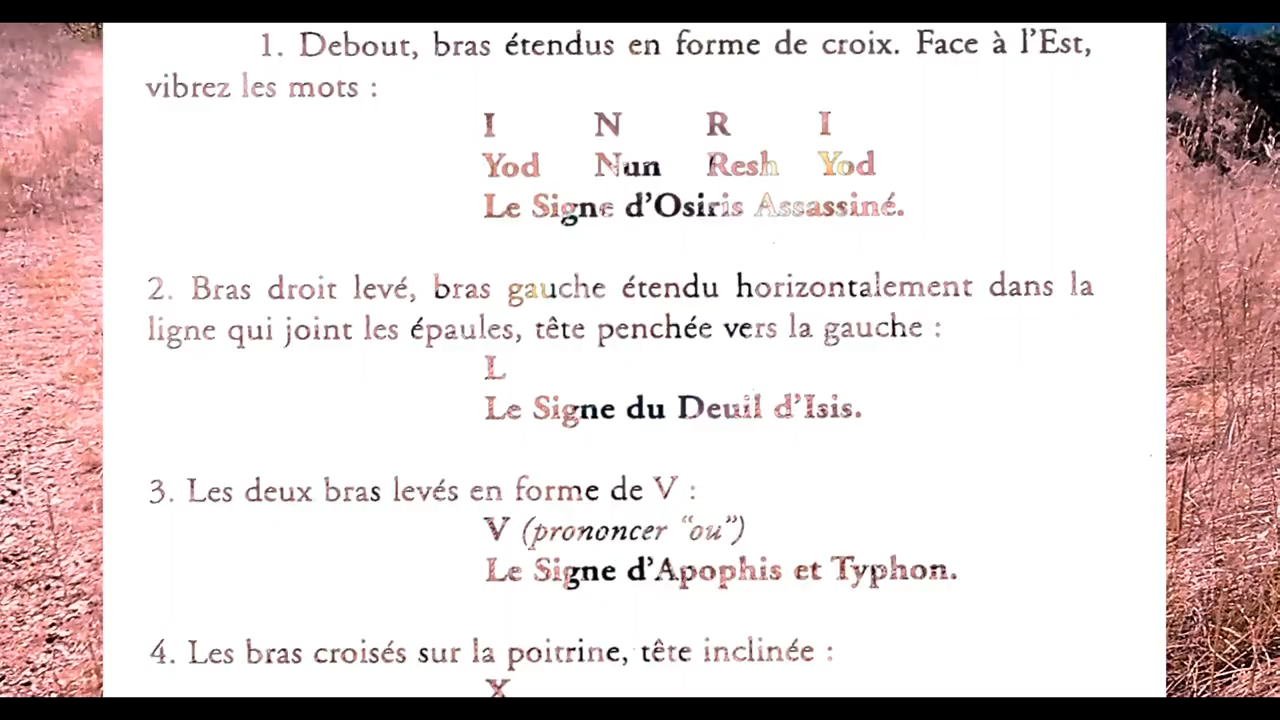 1. Debout, bras étendus en forme de croix. Face à l'Est,
vibrez les mots :
I N R I
Yod Nun Resh Yod
Le Signe d'Osiris Assassiné.
2. Bras droit levé, bras gauche étendu horizontalement dans la
ligne qui joint les épaules, tête penchée vers la gauche :
L
Le Signe du Deuil d'Isis.
3. Les deux bras levés en forme de V :
V (prononcer “ou”)
Le Signe d'Apophis et Typhon.
4. Les bras croisés sur la poitrine, tête inclinée :
X